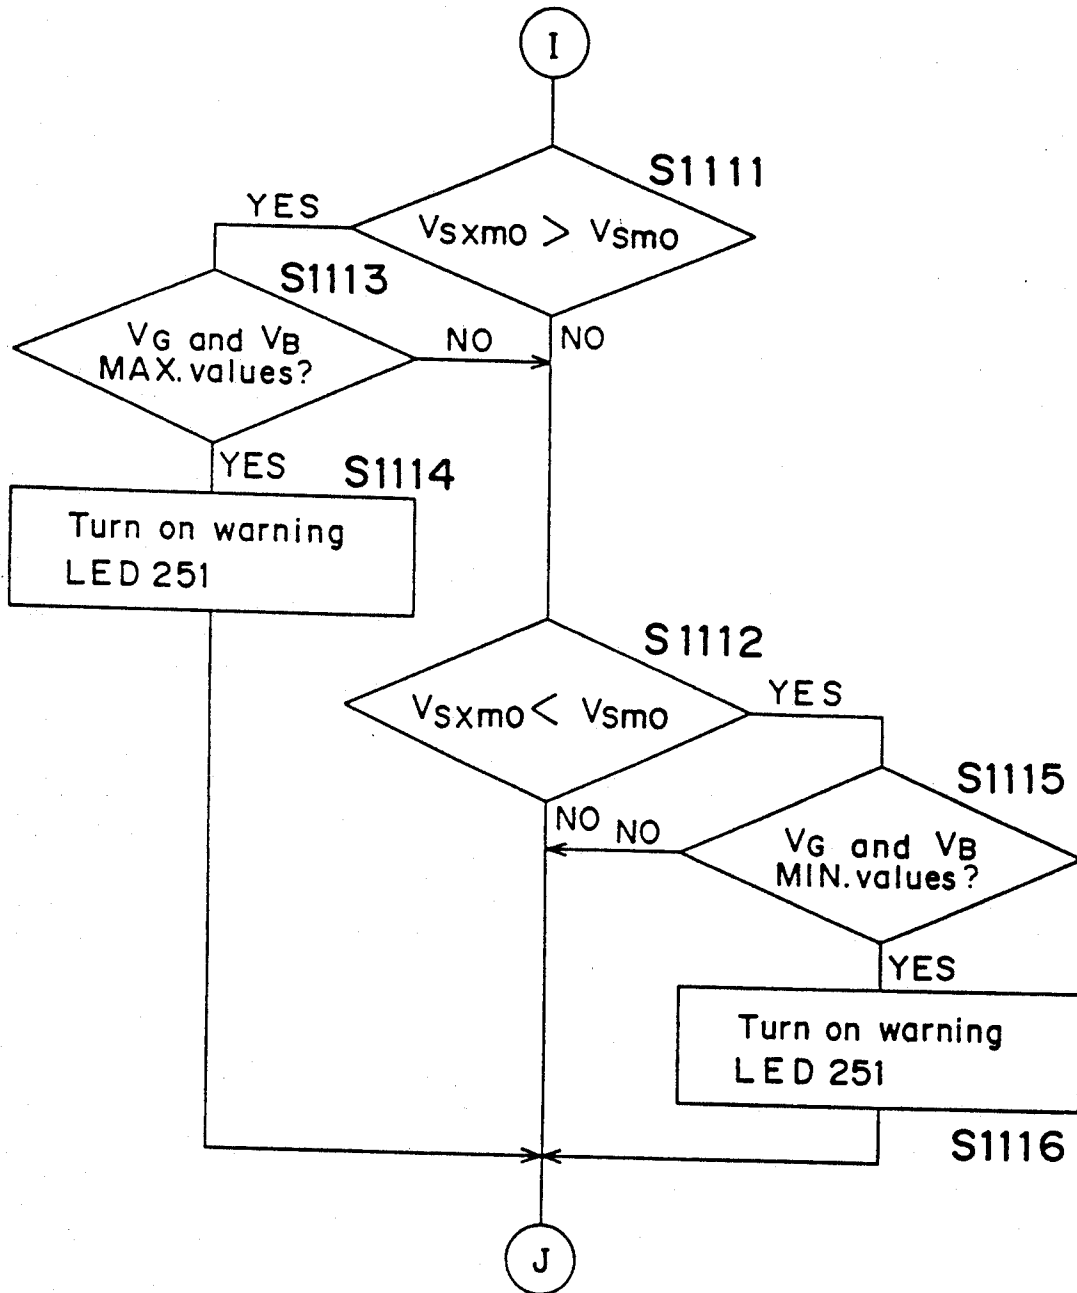 I
S1111
YES
Vsxmo > Vsmo
S1113
NO
VG and VB
MAX. values?
NO
YES
S1114
Turn on warning
LED 251
S1112
Vsxmo < Vsmo
YES
S1115
NO
NO
VG and VB
MIN. values?
YES
Turn on warning
LED 251
S1116
J